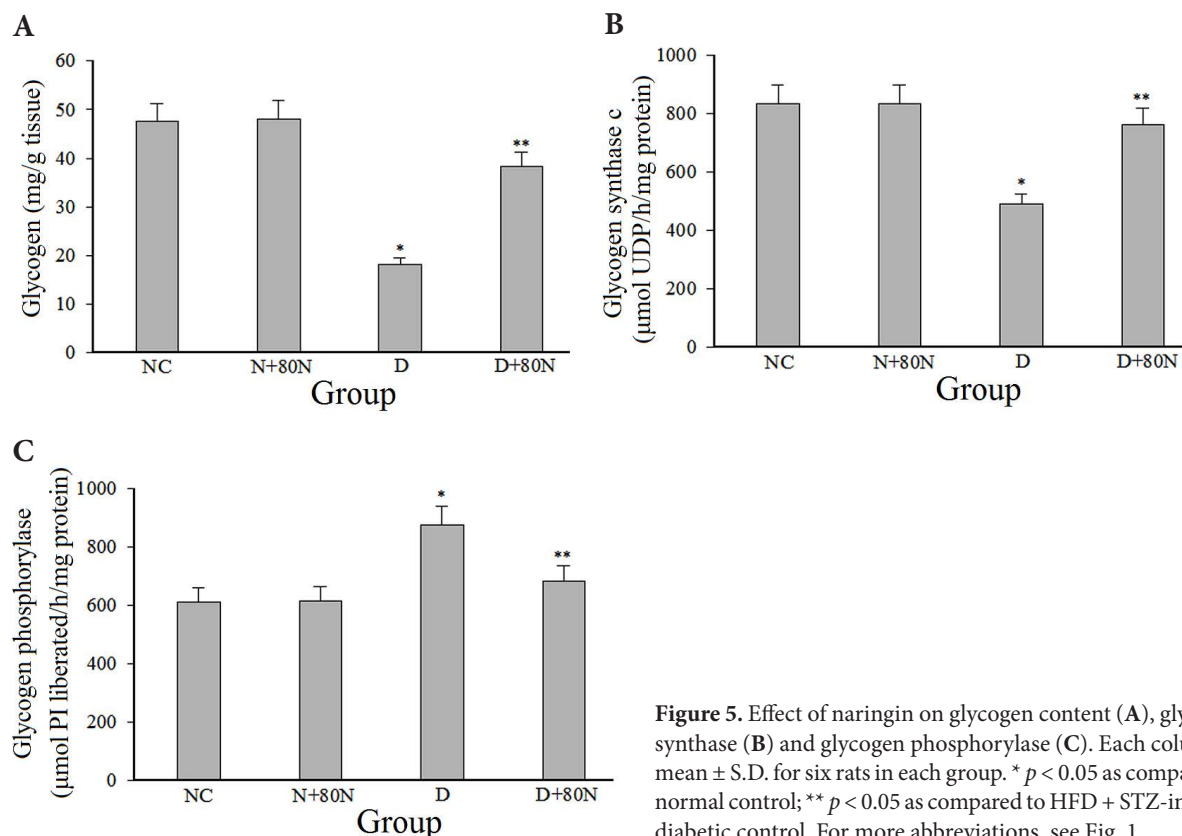 A
Glycogen (mg/g tissue)
60
50
40
30
20
10
0
*
**
NC N+80N D D+80N
Group
B
Glycogen synthase c
(µmol UDP/h/mg protein)
1000
800
600
400
200
0
*
**
NC N+80N D D+80N
Group
C
Glycogen phosphorylase
(µmol PI liberated/h/mg protein)
1000
800
600
400
200
0
*
**
NC N+80N D D+80N
Group
Figure 5. Effect of naringin on glycogen content (A), gly
synthase (B) and glycogen phosphorylase (C). Each colu
mean ± S.D. for six rats in each group. * p < 0.05 as compa
normal control; ** p < 0.05 as compared to HFD + STZ-in
diabetic control. For more abbreviations, see Fig. 1.